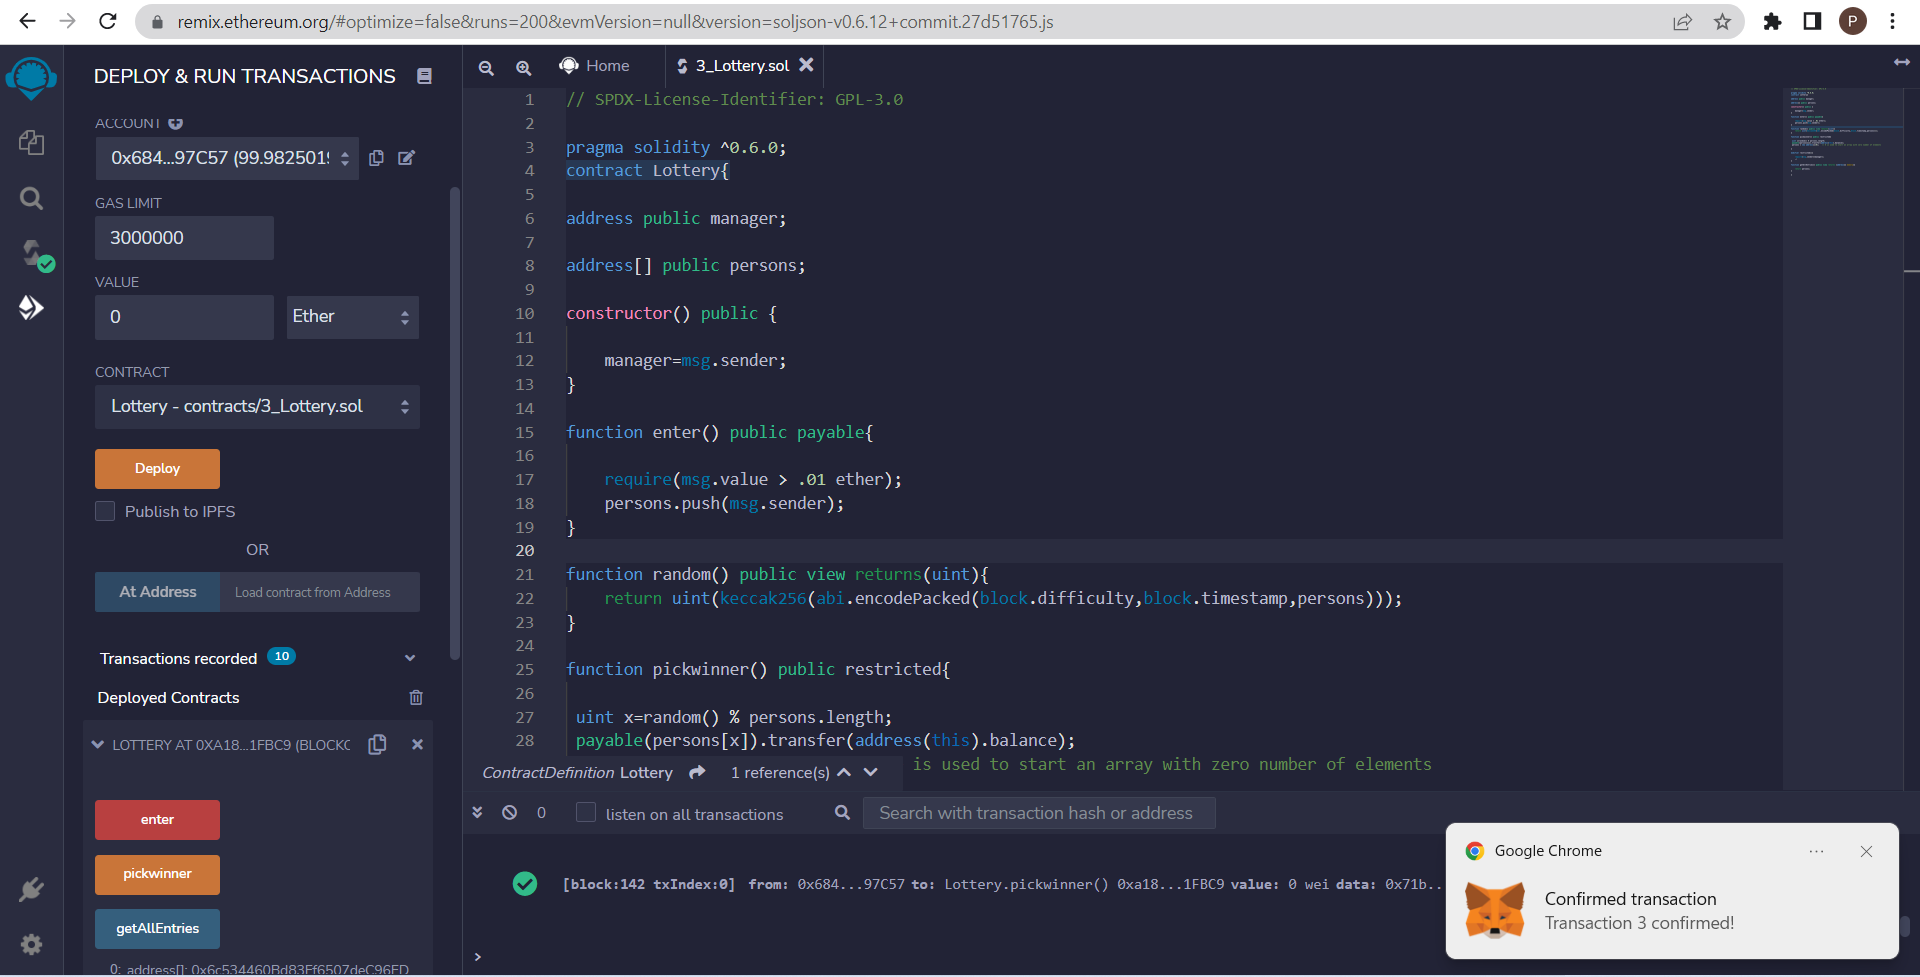 remix.ethereum.org/#optimize=false&runs=200&evmVersion=null&version=soljson-v0.6.12+commit.27d51765.js
P
DEPLOY & RUN TRANSACTIONS
ACCOUNT
0x684...97C57 (99.9825019
GAS LIMIT
3000000
VALUE
0
Ether
CONTRACT
Lottery - contracts/3_Lottery.sol
Deploy
Publish to IPFS
OR
At Address
Load contract from Address
Transactions recorded 10
Deployed Contracts
LOTTERY AT 0XA18...1FBC9 (BLOCKC
enter
pickwinner
getAllEntries
0: address[]: 0x6c534460Bd83Ff6507deC96FD
Home
3_Lottery.sol
1 // SPDX-License-Identifier: GPL-3.0
2
3 pragma solidity ^0.6.0;
4 contract Lottery{
5
6 address public manager;
7
8 address[] public persons;
9
10 constructor() public {
11
12 manager=msg.sender;
13 }
14
15 function enter() public payable{
16
17 require(msg.value > .01 ether);
18 persons.push(msg.sender);
19 }
20
21 function random() public view returns(uint){
22 return uint(keccak256(abi.encodePacked(block.difficulty,block.timestamp,persons)));
23 }
24
25 function pickwinner() public restricted{
26
27 uint x=random() % persons.length;
28 payable(persons[x]).transfer(address(this).balance);
is used to start an array with zero number of elements
ContractDefinition Lottery 1 reference(s)
0 listen on all transactions
Search with transaction hash or address
[block:142 txIndex:0] from: 0x684...97C57 to: Lottery.pickwinner() 0xa18...1FBC9 value: 0 wei data: 0x71b..
>
Google Chrome
Confirmed transaction
Transaction 3 confirmed!